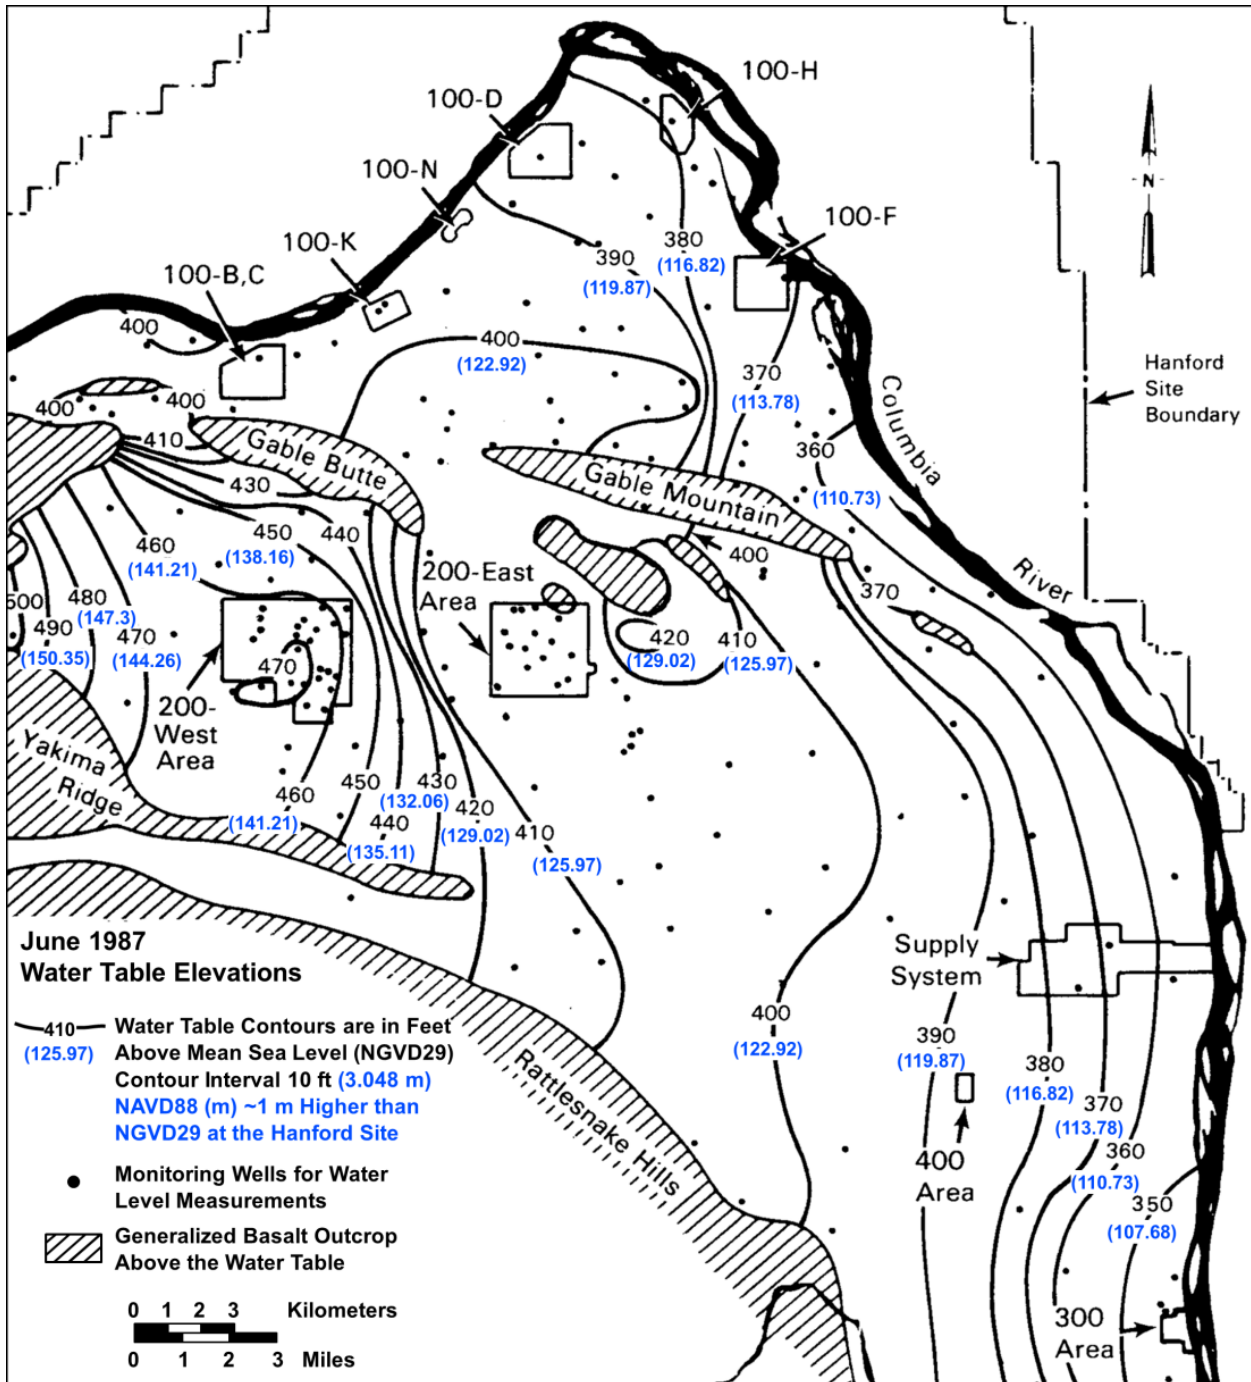 100-H
100-D
100-N
100-F
380
(116.82)
390
(119.87)
100-K
100-B,C
400
400
(122.92)
370
(113.78)
Hanford
Site
Boundary
N
Columbia
River
400
400
410
Gable Butte
430
360
(110.73)
Gable Mountain
450
(138.16)
440
460
(141.21)
400
370
200-East
Area
500
480
(147.3)
490
(150.35)
470
(144.26)
470
420
(129.02)
410
(125.97)
200-
West
Area
Yakima
Ridge
460
(141.21)
450
440
(135.11)
430
(132.06)
420
(129.02)
410
(125.97)
June 1987
Water Table Elevations
410
(125.97)
Water Table Contours are in Feet
Above Mean Sea Level (NGVD29)
Contour Interval 10 ft (3.048 m)
NAVD88 (m) ~1 m Higher than
NGVD29 at the Hanford Site
Monitoring Wells for Water
Level Measurements
Generalized Basalt Outcrop
Above the Water Table
0 1 2 3 Kilometers
0 1 2 3 Miles
Rattlesnake Hills
Supply
System
400
(122.92)
390
(119.87)
380
(116.82)
370
(113.78)
360
(110.73)
350
(107.68)
400
Area
300
Area